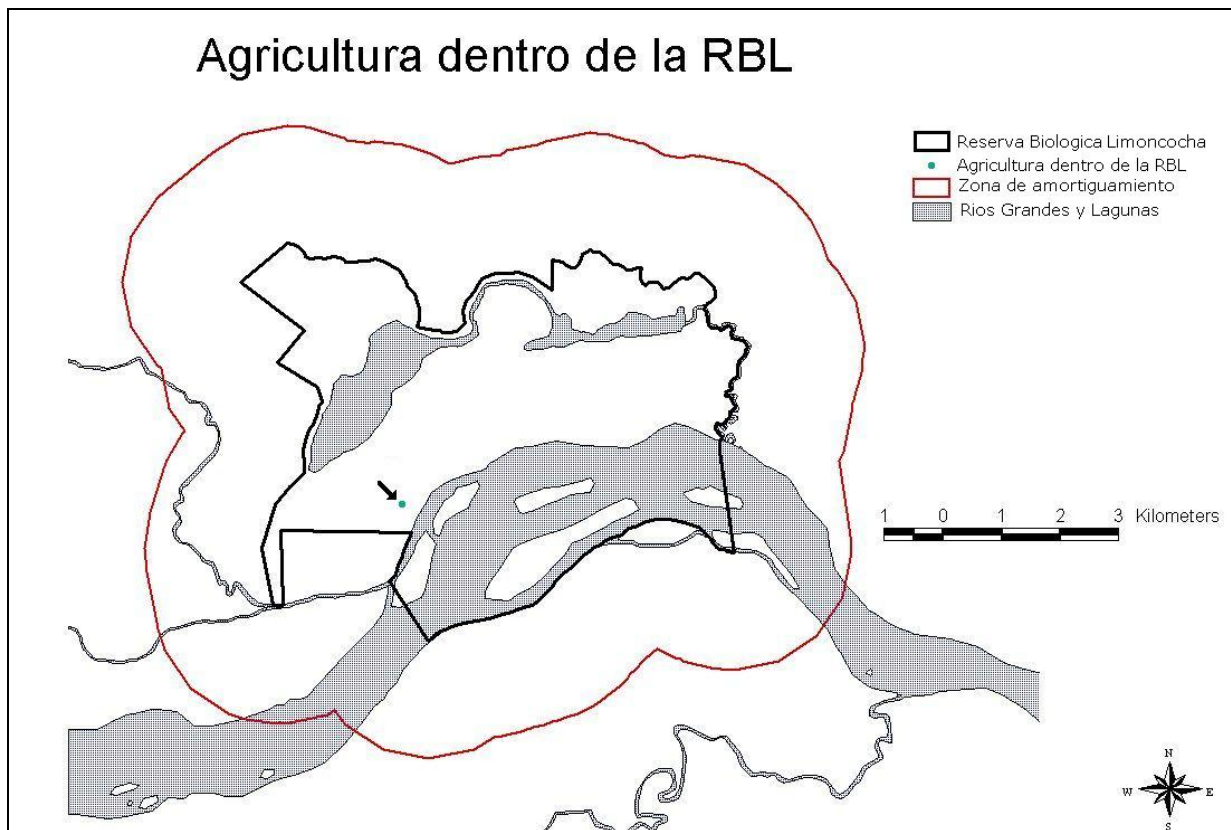 Agricultura dentro de la RBL
Reserva Biologica Limoncocha
Agricultura dentro de la RBL
Zona de amortiguamiento
Rios Grandes y Lagunas
1 0 1 2 3 Kilometers
N
W E
S